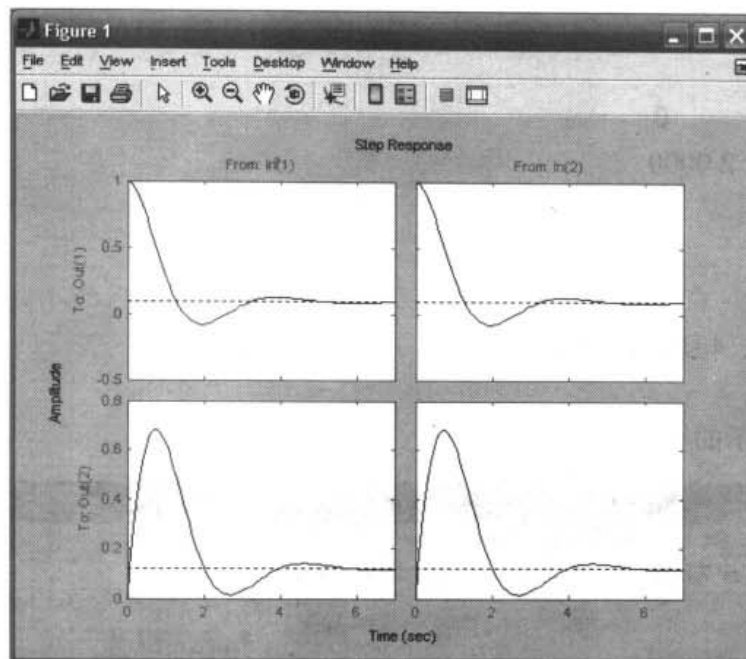 Figure 1
File Edit View Insert Tools Desktop Window Help
Step Response
From: In(1)
From: In(2)
To: Out(1)
1
0.5
0
-0.5
Amplitude
To: Out(2)
0.8
0.6
0.4
0.2
0
0 2 4 6
0 2 4 6
Time (sec)